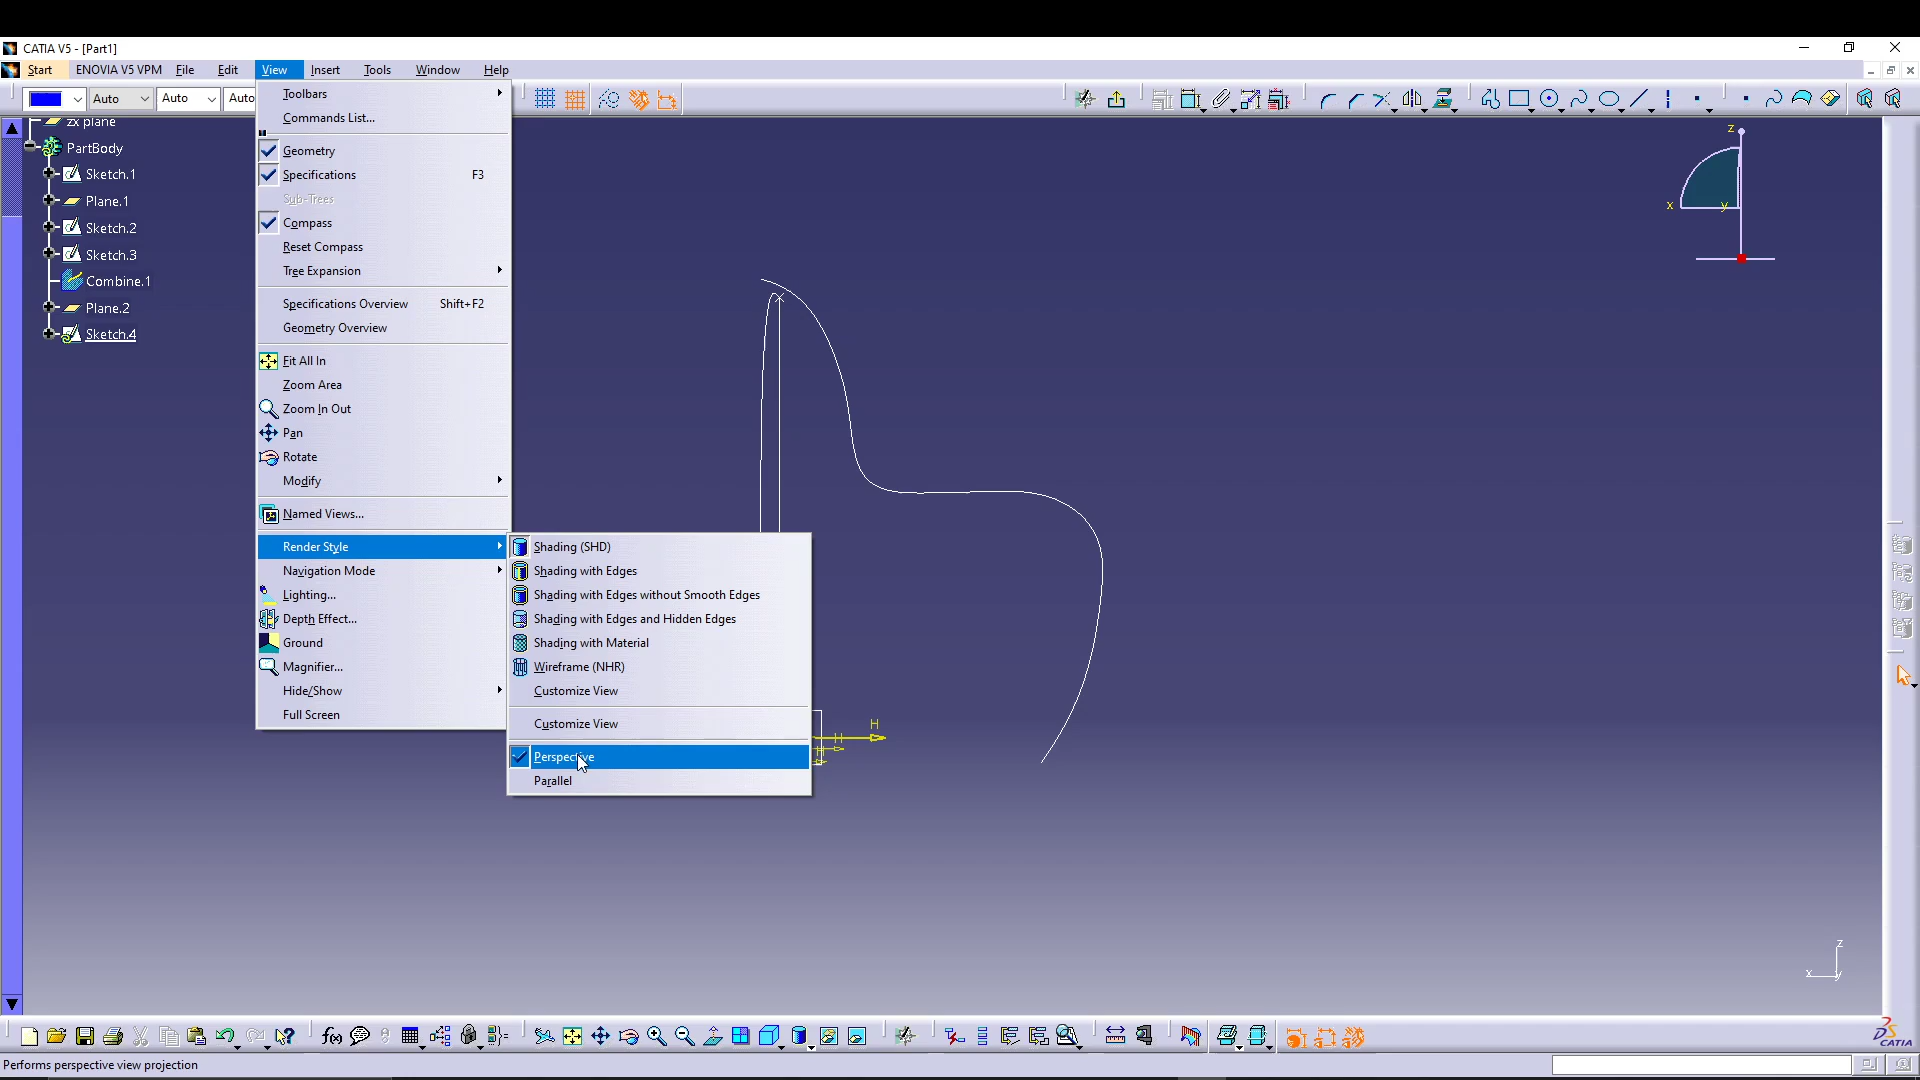 CATIA V5 - [Part1]
Start ENOVIA V5 VPM File Edit View Insert Tools Window Help
Auto Auto Auto
zx plane
PartBody
Sketch.1
Plane.1
Sketch.2
Sketch.3
Combine.1
Plane.2
Sketch.4
Toolbars
Commands List...
Geometry
Specifications F3
Sub-Trees
Compass
Reset Compass
Tree Expansion
Specifications Overview Shift+F2
Geometry Overview
Fit All In
Zoom Area
Zoom In Out
Pan
Rotate
Modify
Named Views...
Render Style
Navigation Mode
Lighting...
Depth Effect...
Ground
Magnifier...
Hide/Show
Full Screen
Shading (SHD)
Shading with Edges
Shading with Edges without Smooth Edges
Shading with Edges and Hidden Edges
Shading with Material
Wireframe (NHR)
Customize View
Customize View
Perspective
Parallel
z
x y
H
H
H
z
x y
f(x)
CATIA
Performs perspective view projection